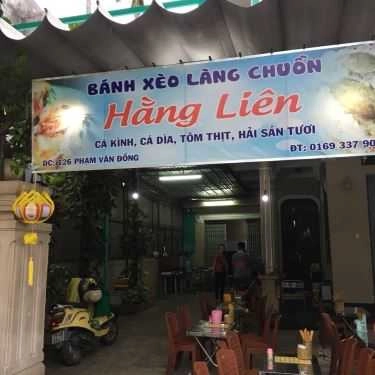 BÁNH XÈO LÀNG CHUỒN
Hằng Liên
CÁ KÌNH, CÁ DÌA, TÔM THỊT, HẢI SẢN TƯƠI
ĐC: 126 PHẠM VĂN ĐỒNG ĐT: 0169 337 90